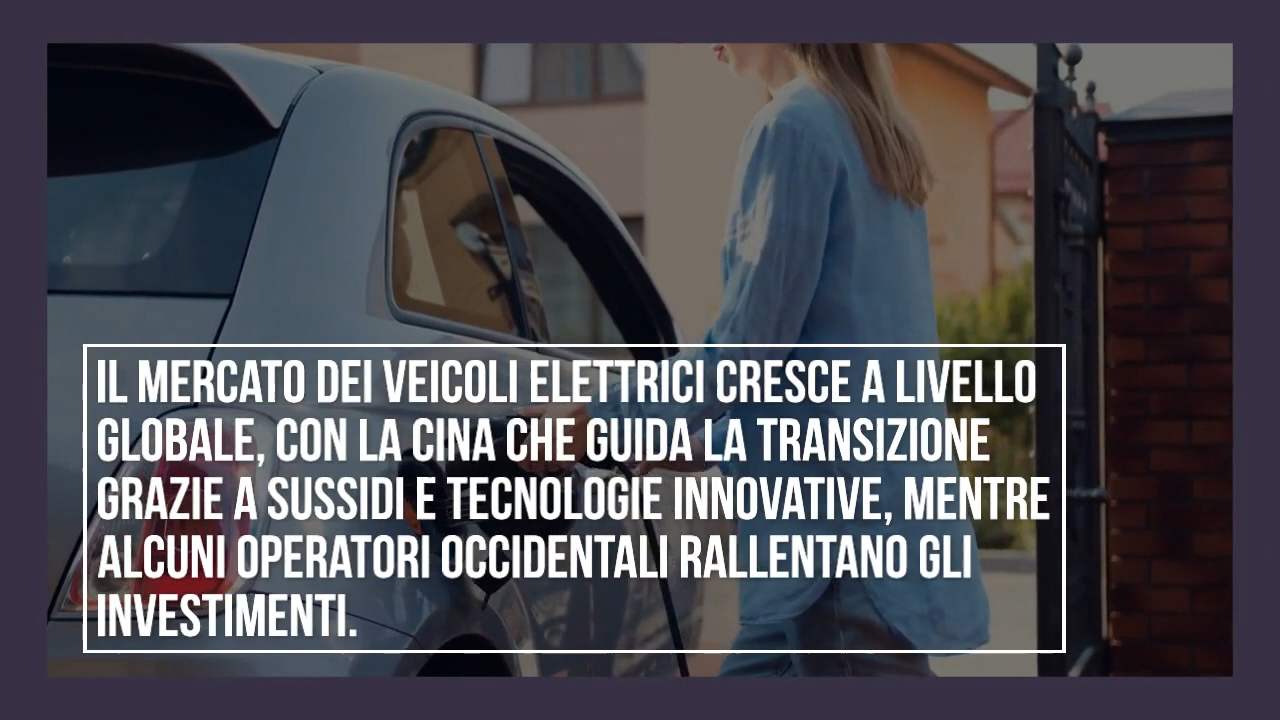 IL MERCATO DEI VEICOLI ELETTRICI CRESCE A LIVELLO
GLOBALE, CON LA CINA CHE GUIDA LA TRANSIZIONE
GRAZIE A SUSSIDI E TECNOLOGIE INNOVATIVE, MENTRE
ALCUNI OPERATORI OCCIDENTALI RALLENTANO GLI
INVESTIMENTI.